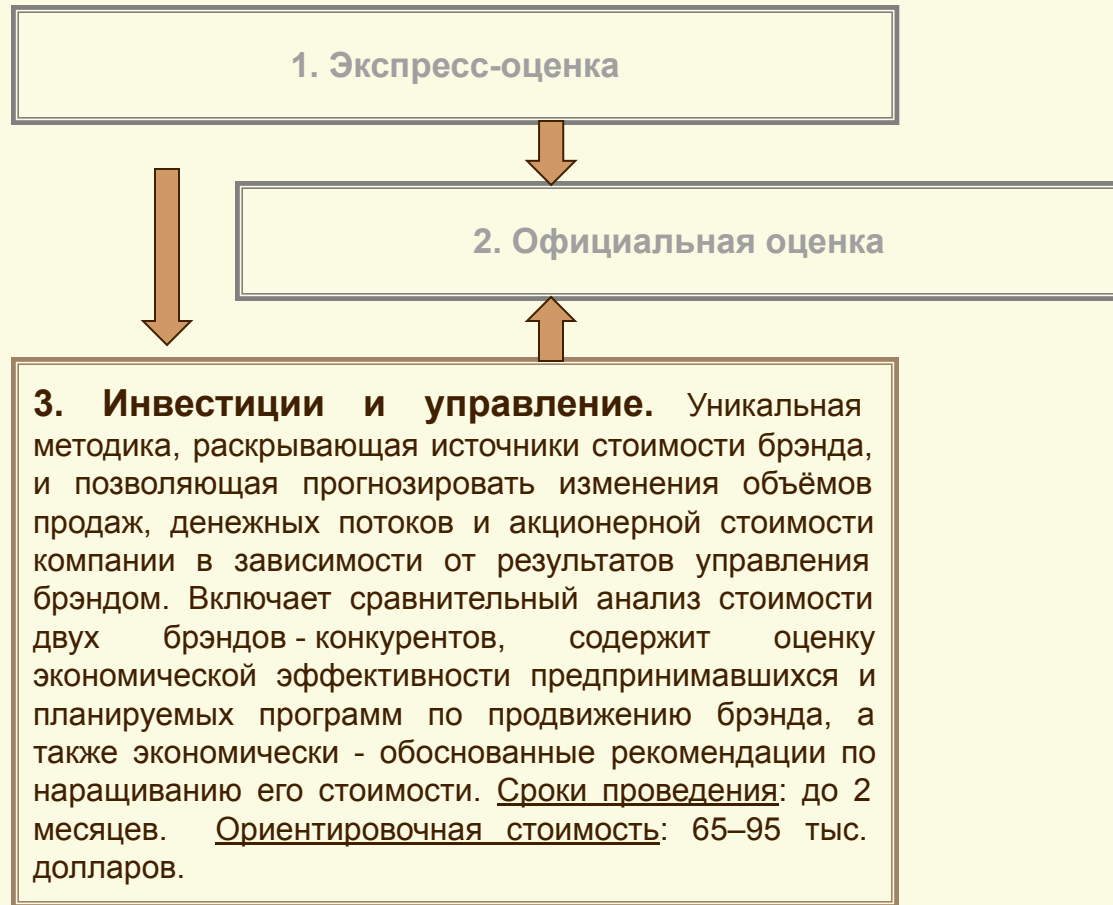 1. Экспресс-оценка
2. Официальная оценка
3. Инвестиции и управление. Уникальная
методика, раскрывающая источники стоимости брэнда,
и позволяющая прогнозировать изменения объёмов
продаж, денежных потоков и акционерной стоимости
компании в зависимости от результатов управления
брэндом. Включает сравнительный анализ стоимости
двух брэндов - конкурентов, содержит оценку
экономической эффективности предпринимавшихся и
планируемых программ по продвижению брэнда, а
также экономически - обоснованные рекомендации по
наращиванию его стоимости. Сроки проведения: до 2
месяцев. Ориентировочная стоимость: 65–95 тыс.
долларов.